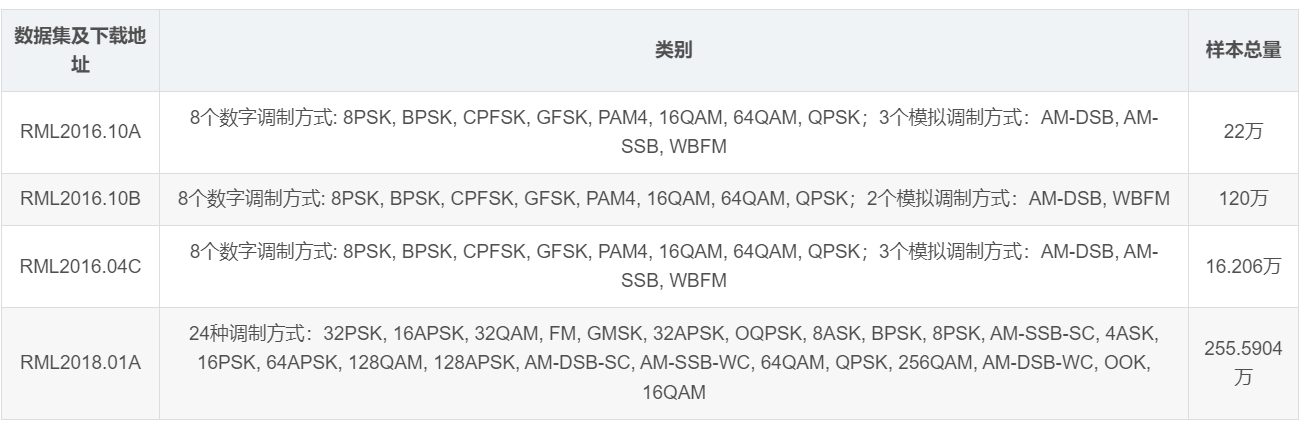 数据集及下载地
址
类别
样本总量
RML2016.10A
8个数字调制方式: 8PSK, BPSK, CPFSK, GFSK, PAM4, 16QAM, 64QAM, QPSK；3个模拟调制方式：AM-DSB, AM-
SSB, WBFM
22万
RML2016.10B
8个数字调制方式: 8PSK, BPSK, CPFSK, GFSK, PAM4, 16QAM, 64QAM, QPSK；2个模拟调制方式：AM-DSB, WBFM
120万
RML2016.04C
8个数字调制方式: 8PSK, BPSK, CPFSK, GFSK, PAM4, 16QAM, 64QAM, QPSK；3个模拟调制方式：AM-DSB, AM-
SSB, WBFM
16.206万
RML2018.01A
24种调制方式：32PSK, 16APSK, 32QAM, FM, GMSK, 32APSK, OQPSK, 8ASK, BPSK, 8PSK, AM-SSB-SC, 4ASK,
16PSK, 64APSK, 128QAM, 128APSK, AM-DSB-SC, AM-SSB-WC, 64QAM, QPSK, 256QAM, AM-DSB-WC, OOK,
16QAM
255.5904
万